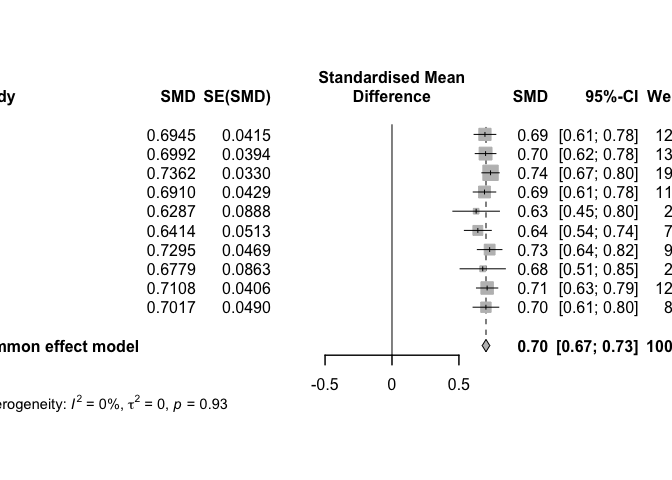 Standardised Mean
dy SMD SE(SMD) Difference SMD 95%-CI We
0.6945 0.0415 0.69 [0.61; 0.78] 12
0.6992 0.0394 0.70 [0.62; 0.78] 13
0.7362 0.0330 0.74 [0.67; 0.80] 19
0.6910 0.0429 0.69 [0.61; 0.78] 11
0.6287 0.0888 0.63 [0.45; 0.80] 2
0.6414 0.0513 0.64 [0.54; 0.74] 7
0.7295 0.0469 0.73 [0.64; 0.82] 9
0.6779 0.0863 0.68 [0.51; 0.85] 2
0.7108 0.0406 0.71 [0.63; 0.79] 12
0.7017 0.0490 0.70 [0.61; 0.80] 8
mmon effect model 0.70 [0.67; 0.73] 100
-0.5 0 0.5
erogeneity: I² = 0%, τ² = 0, p = 0.93